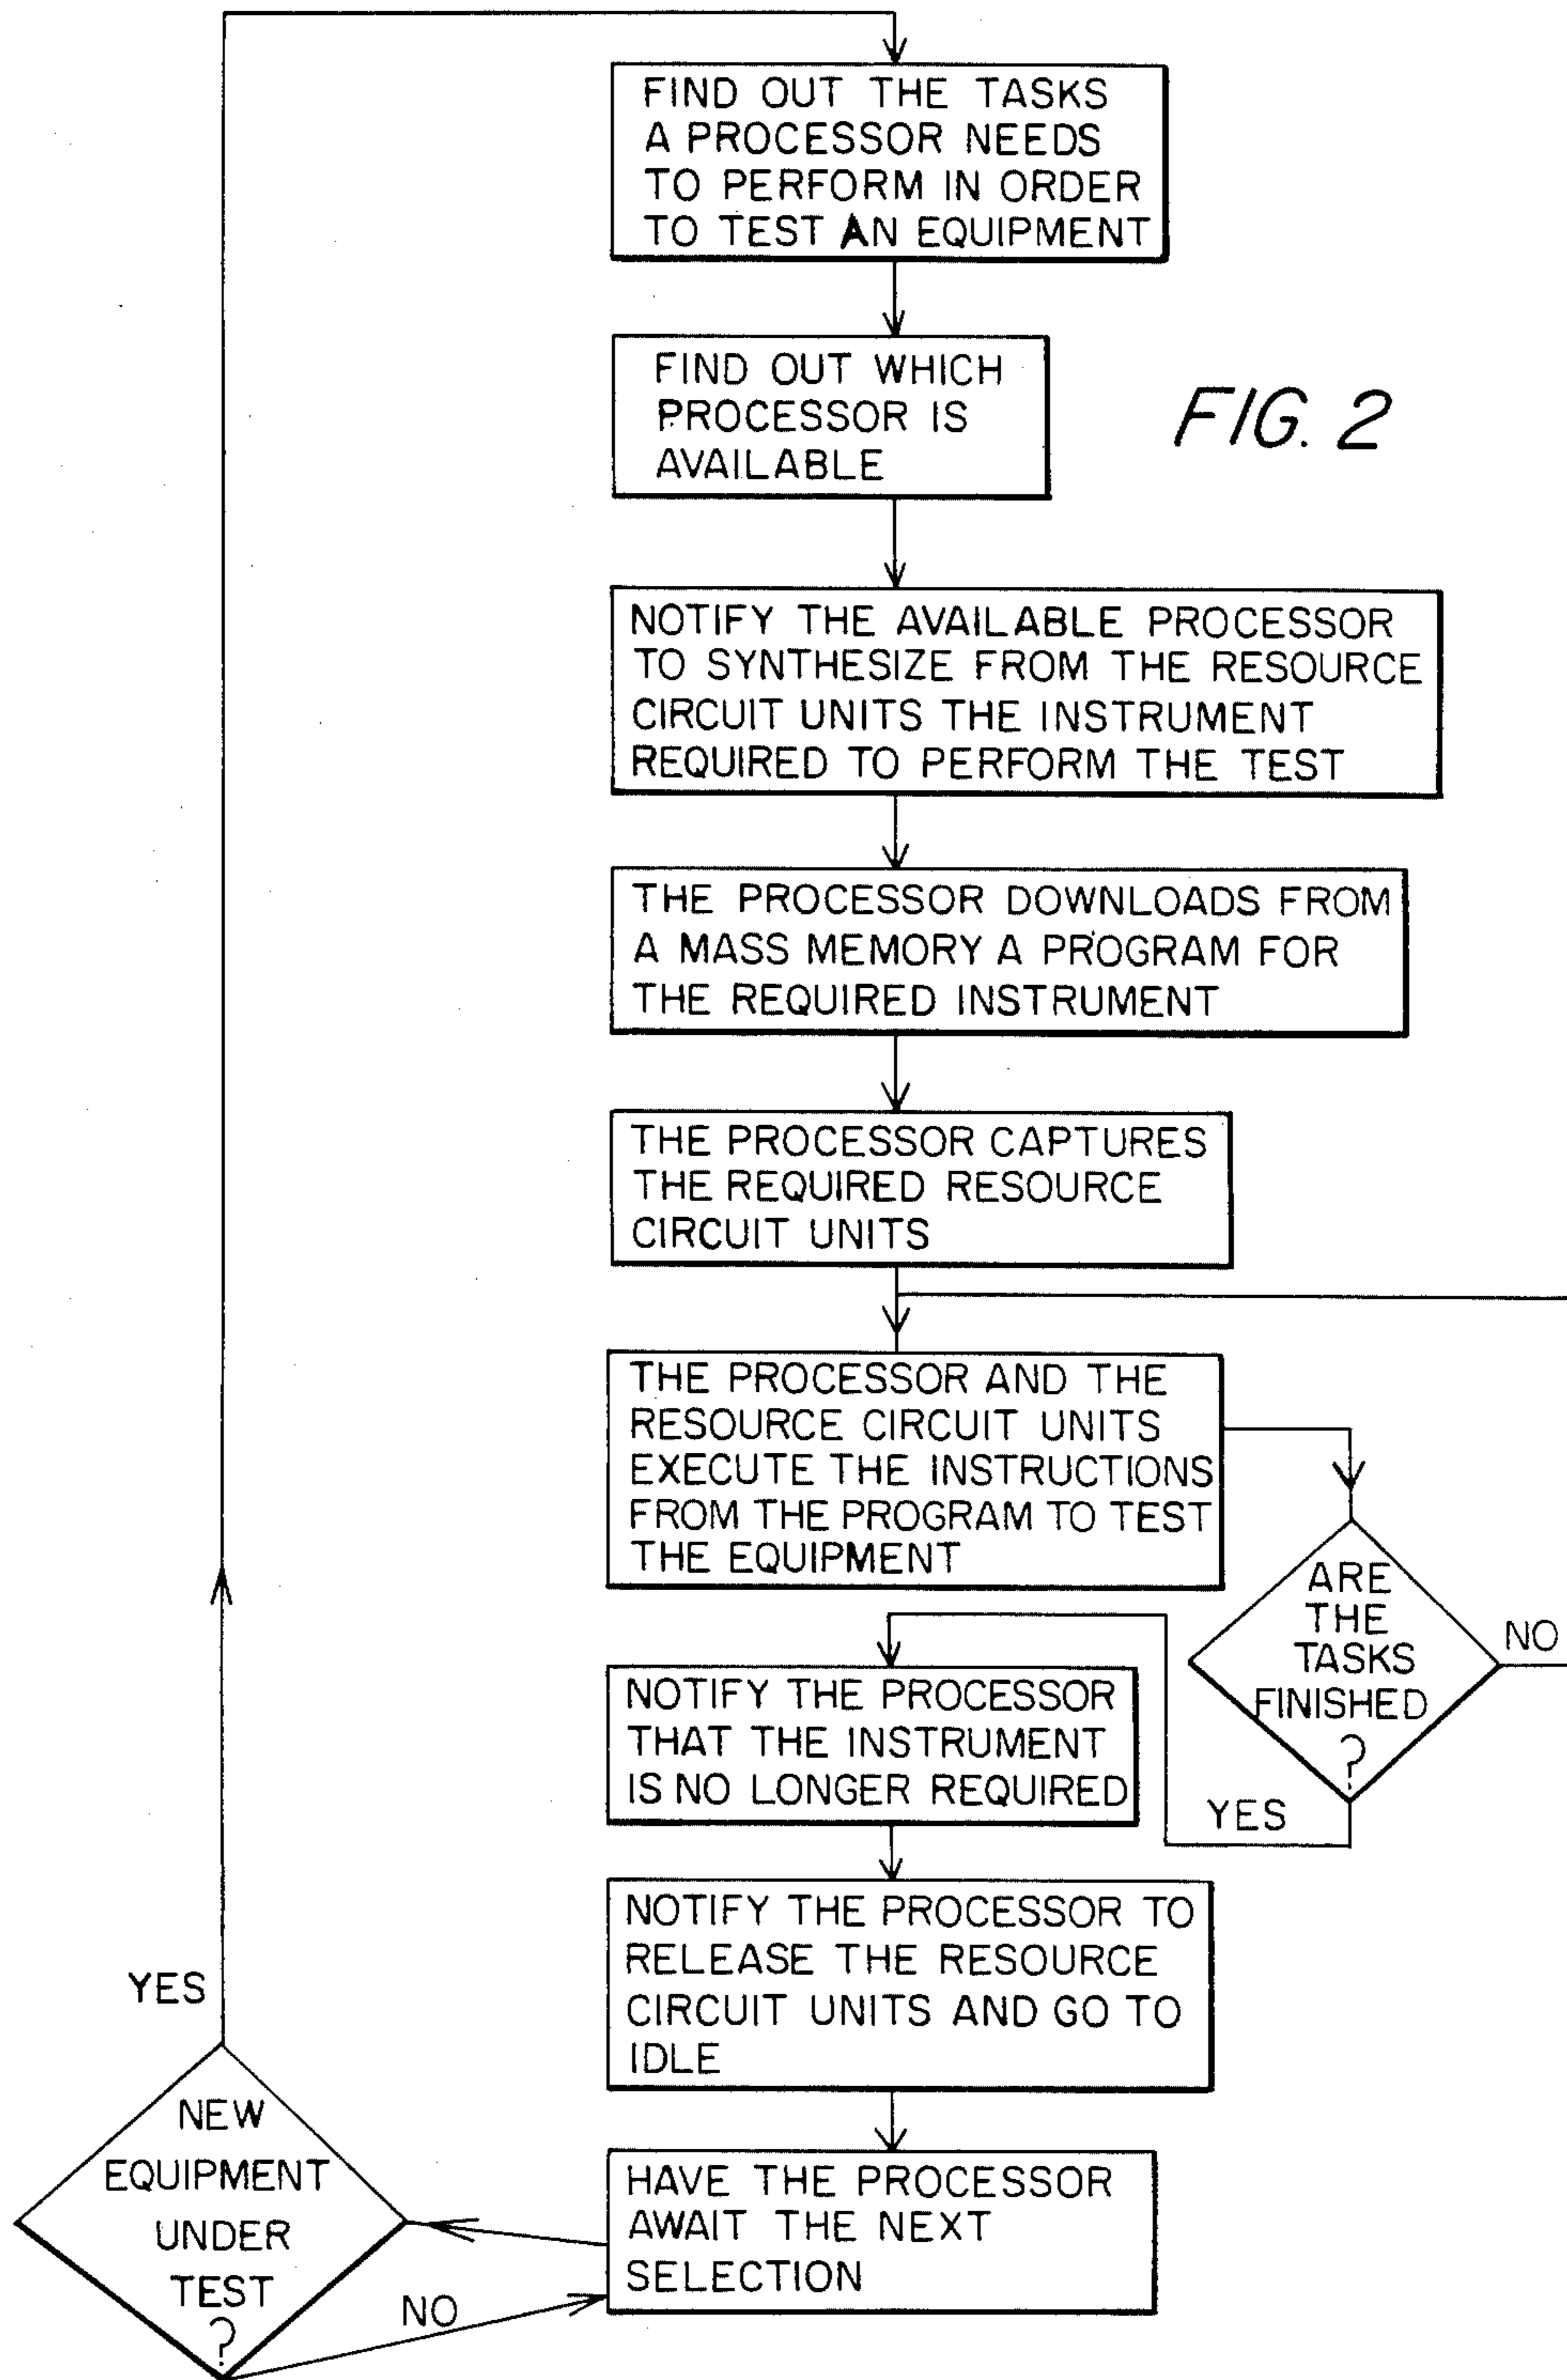 FIND OUT THE TASKS
A PROCESSOR NEEDS
TO PERFORM IN ORDER
TO TEST AN EQUIPMENT
FIND OUT WHICH
PROCESSOR IS
AVAILABLE
FIG. 2
NOTIFY THE AVAILABLE PROCESSOR
TO SYNTHESIZE FROM THE RESOURCE
CIRCUIT UNITS THE INSTRUMENT
REQUIRED TO PERFORM THE TEST
THE PROCESSOR DOWNLOADS FROM
A MASS MEMORY A PROGRAM FOR
THE REQUIRED INSTRUMENT
THE PROCESSOR CAPTURES
THE REQUIRED RESOURCE
CIRCUIT UNITS
THE PROCESSOR AND THE
RESOURCE CIRCUIT UNITS
EXECUTE THE INSTRUCTIONS
FROM THE PROGRAM TO TEST
THE EQUIPMENT
ARE
THE
TASKS
FINISHED
?
NO
YES
NOTIFY THE PROCESSOR
THAT THE INSTRUMENT
IS NO LONGER REQUIRED
NOTIFY THE PROCESSOR TO
RELEASE THE RESOURCE
CIRCUIT UNITS AND GO TO
IDLE
HAVE THE PROCESSOR
AWAIT THE NEXT
SELECTION
YES
NEW
EQUIPMENT
UNDER
TEST
?
NO